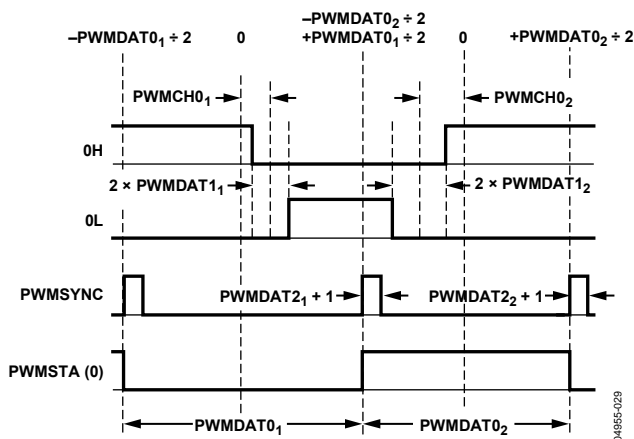 –PWMDAT0₂ ÷ 2
–PWMDAT0₁ ÷ 2 0 +PWMDAT0₁ ÷ 2 0 +PWMDAT0₂ ÷ 2
PWMCH0₁ PWMCH0₂
0H
2 × PWMDAT1₁ 2 × PWMDAT1₂
0L
PWMSYNC PWMDAT2₁ + 1 PWMDAT2₂ + 1
PWMSTA (0)
PWMDAT0₁ PWMDAT0₂
04955-029